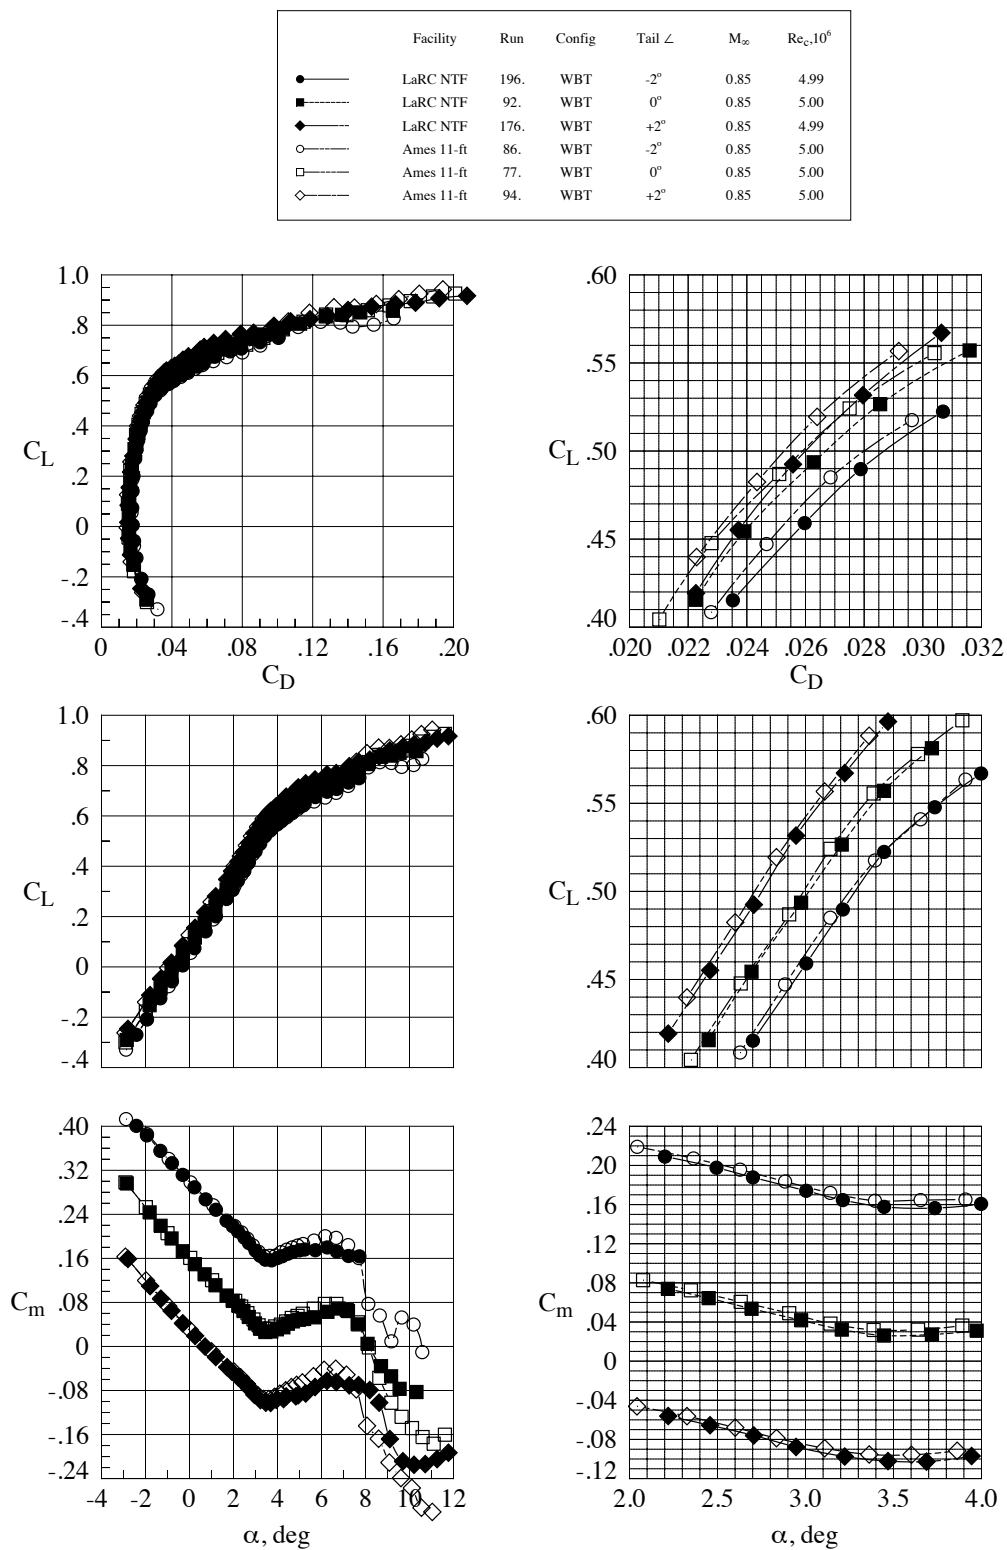 Facility Run Config Tail ∠ M∞ Rec,10⁶
LaRC NTF 196. WBT -2° 0.85 4.99
LaRC NTF 92. WBT 0° 0.85 5.00
LaRC NTF 176. WBT +2° 0.85 4.99
Ames 11-ft 86. WBT -2° 0.85 5.00
Ames 11-ft 77. WBT 0° 0.85 5.00
Ames 11-ft 94. WBT +2° 0.85 5.00
1.0
.8
.6
.4
.2
0
-.2
-.4
CL
0 .04 .08 .12 .16 .20
CD
.60
.55
.50
.45
.40
CL
.020 .022 .024 .026 .028 .030 .032
CD
1.0
.8
.6
.4
.2
0
-.2
-.4
CL
.60
.55
.50
.45
.40
CL
.40
.32
.24
.16
.08
0
-.08
-.16
-.24
Cm
-4 -2 0 2 4 6 8 10 12
α, deg
.24
.20
.16
.12
.08
.04
0
-.04
-.08
-.12
Cm
2.0 2.5 3.0 3.5 4.0
α, deg